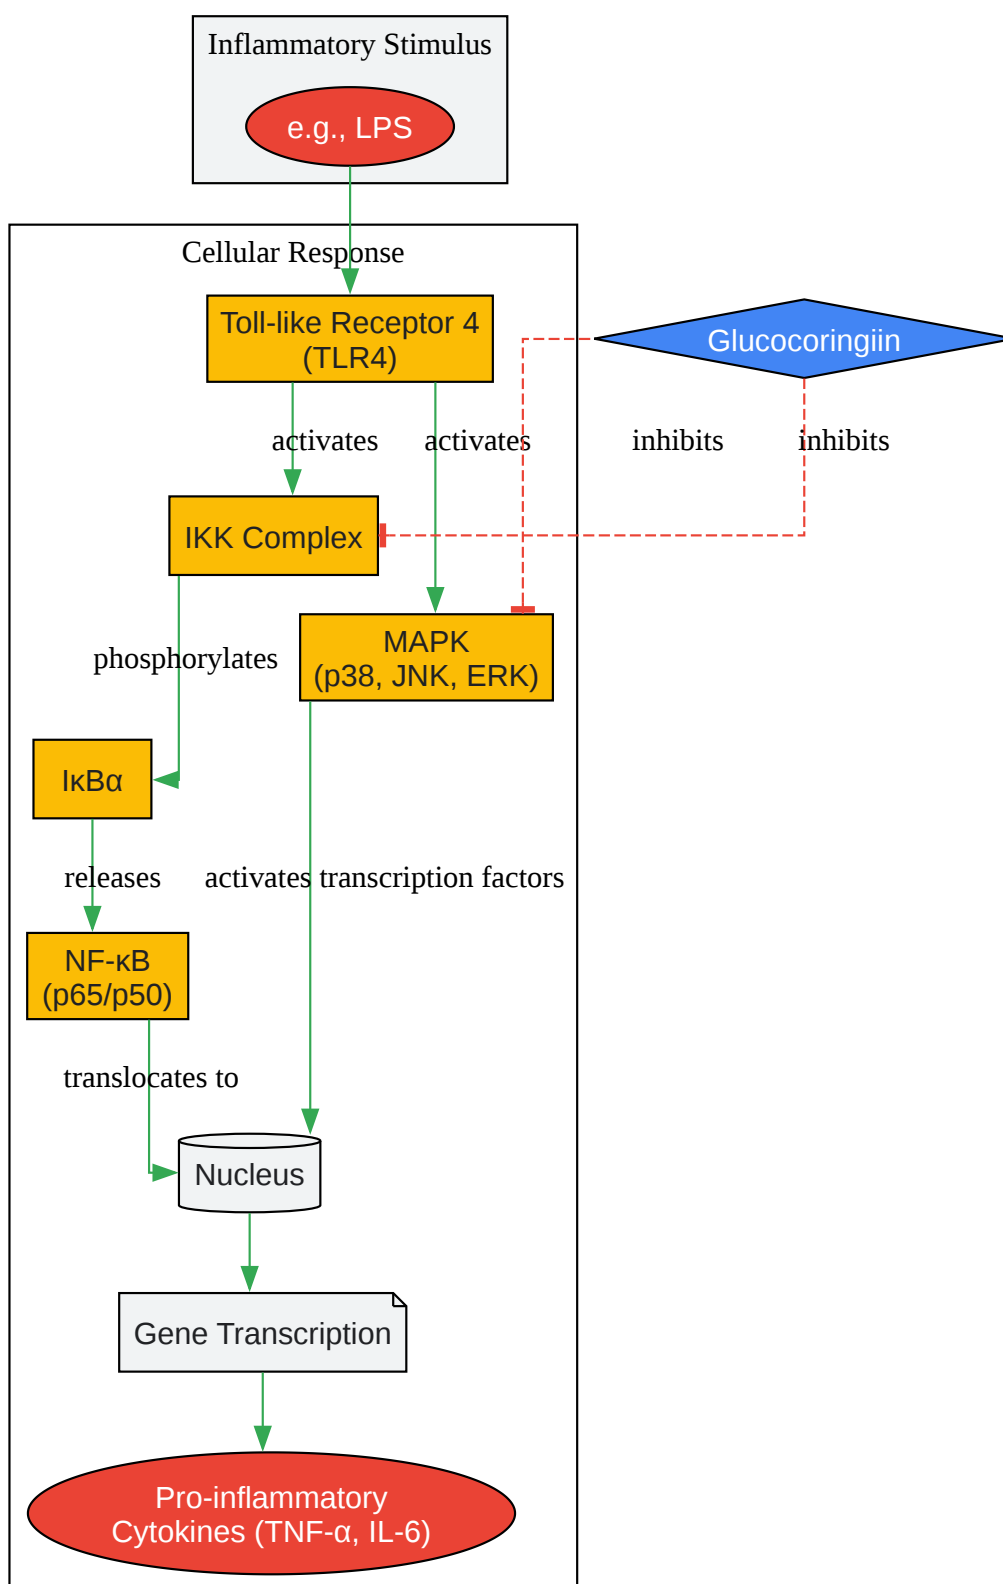 Inflammatory Stimulus
e.g., LPS
Cellular Response
Toll-like Receptor 4
(TLR4)
Glucocoringiin
activates
activates
inhibits
inhibits
IKK Complex
MAPK
(p38, JNK, ERK)
phosphorylates
IκBα
releases
activates transcription factors
NF-κB
(p65/p50)
translocates to
Nucleus
Gene Transcription
Pro-inflammatory
Cytokines (TNF-α, IL-6)